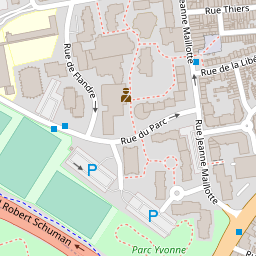 Rue Thiers
Jeanne Maillotte
Rue de Flandre
Rue de la Libé
Rue du Parc
Rue Jeanne Maillotte
P
P
Robert Schuman
Parc Yvonne